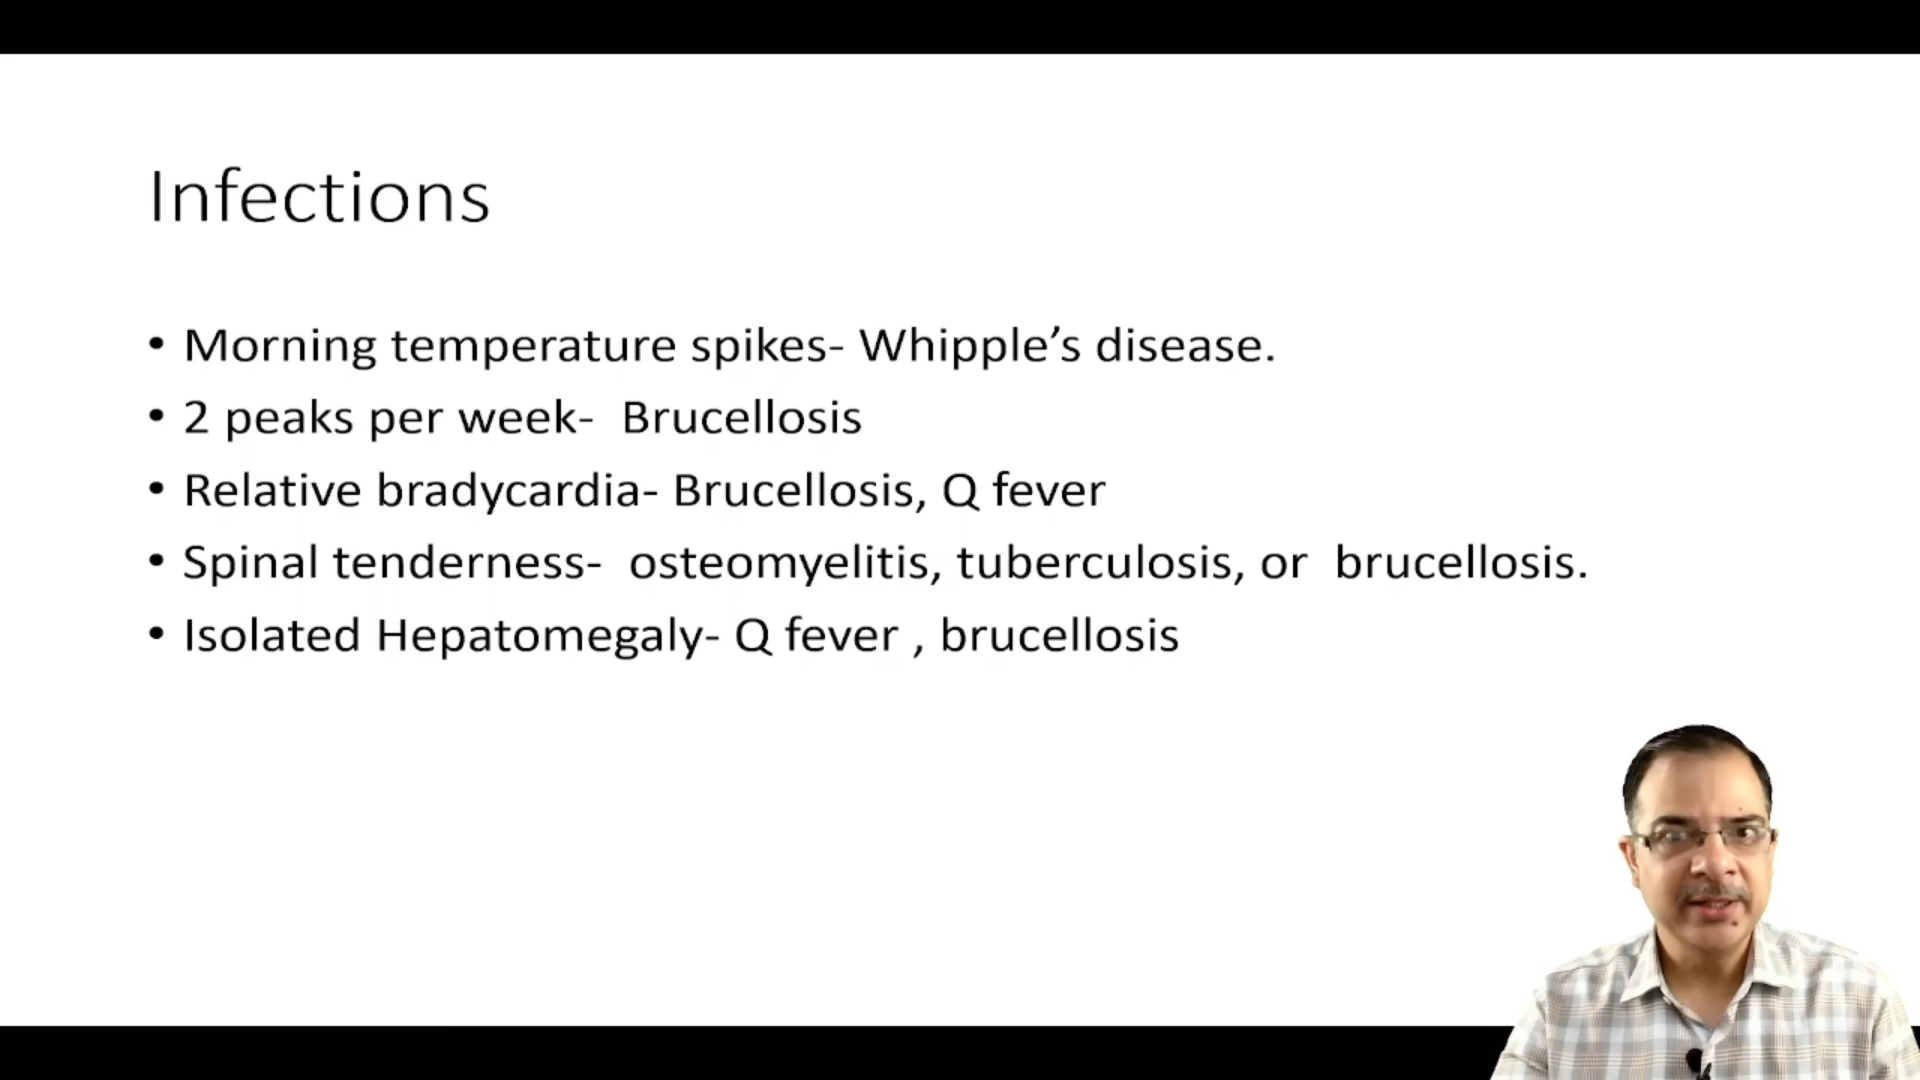 Infections
• Morning temperature spikes- Whipple’s disease.
• 2 peaks per week-  Brucellosis
• Relative bradycardia- Brucellosis, Q fever
• Spinal tenderness-  osteomyelitis, tuberculosis, or  brucellosis.
• Isolated Hepatomegaly- Q fever , brucellosis